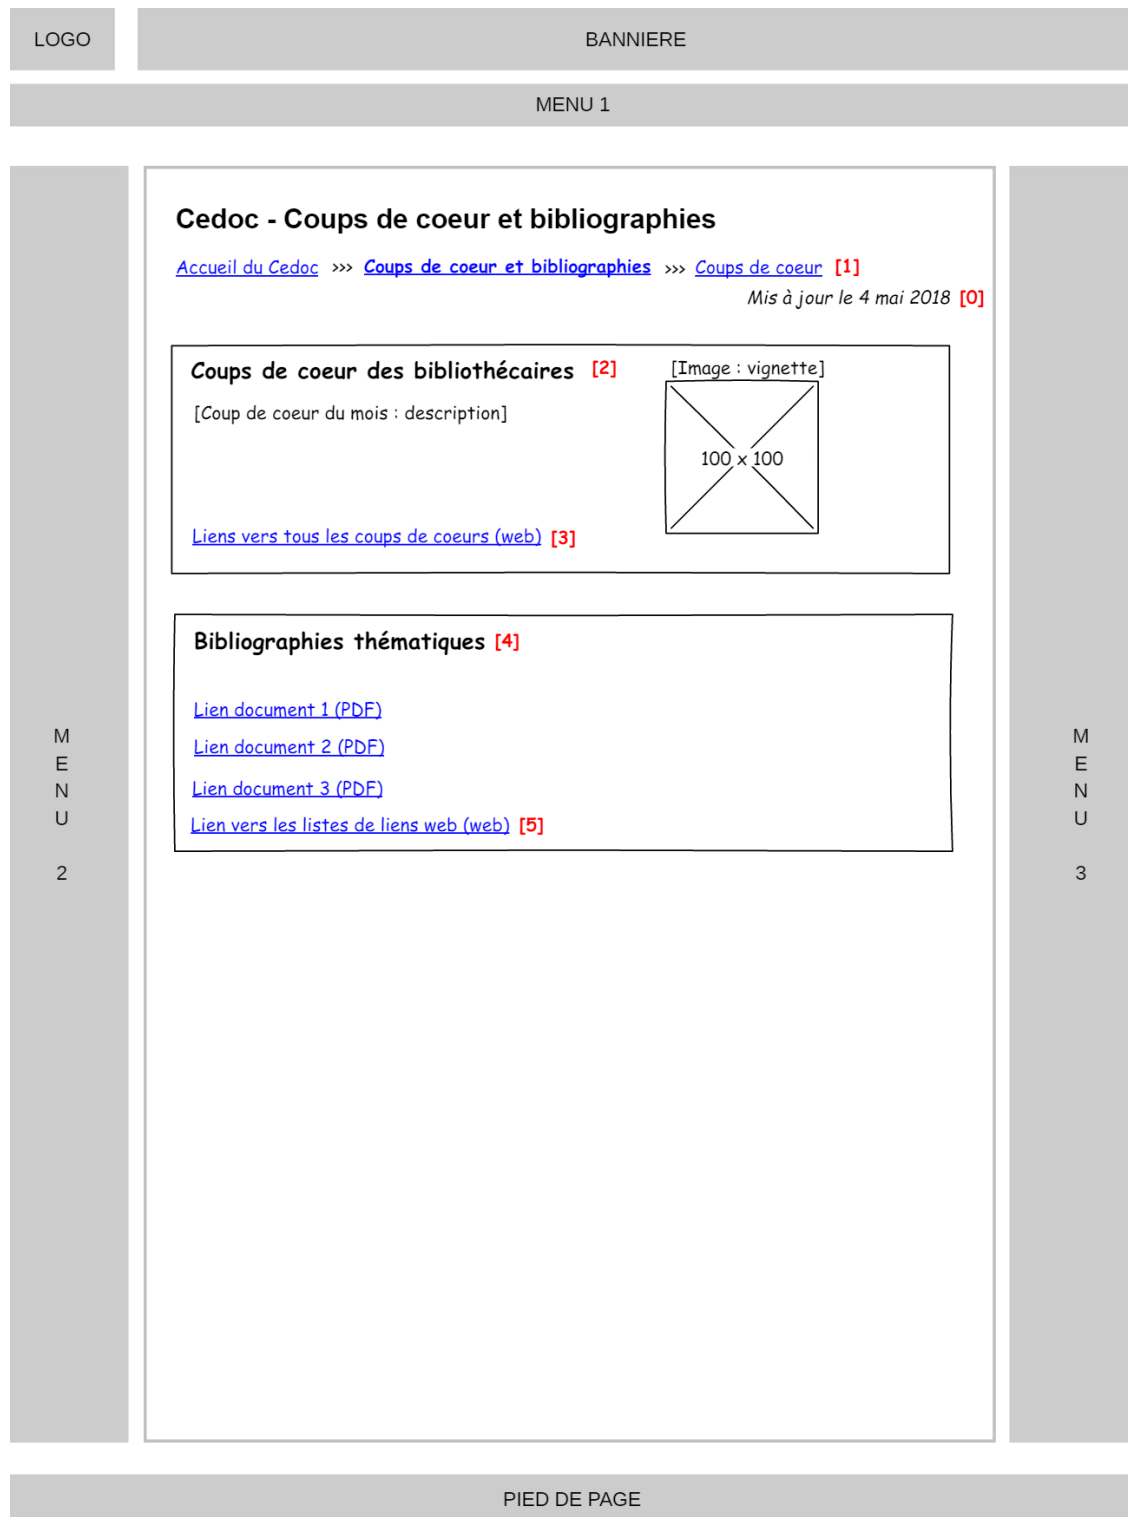 LOGO
BANNIERE
MENU 1
Cedoc - Coups de coeur et bibliographies
Accueil du Cedoc >>> Coups de coeur et bibliographies >>> Coups de coeur [1]
Mis à jour le 4 mai 2018 [0]
Coups de coeur des bibliothécaires [2]
[Image : vignette]
[Coup de coeur du mois : description]
100 x 100
Liens vers tous les coups de coeurs (web) [3]
Bibliographies thématiques [4]
Lien document 1 (PDF)
Lien document 2 (PDF)
Lien document 3 (PDF)
Lien vers les listes de liens web (web) [5]
M
E
N
U
2
M
E
N
U
3
PIED DE PAGE